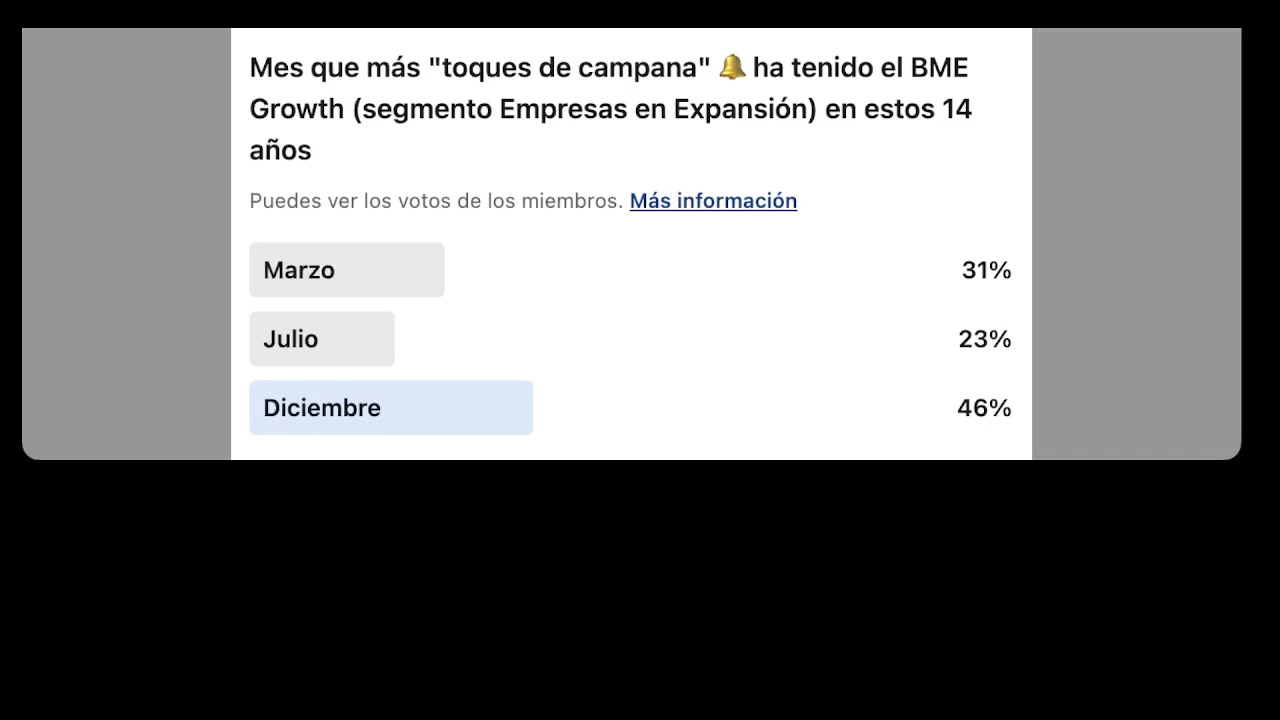 Mes que más "toques de campana" 🔔 ha tenido el BME
Growth (segmento Empresas en Expansión) en estos 14
años
Puedes ver los votos de los miembros. Más información
Marzo 31%
Julio 23%
Diciembre 46%